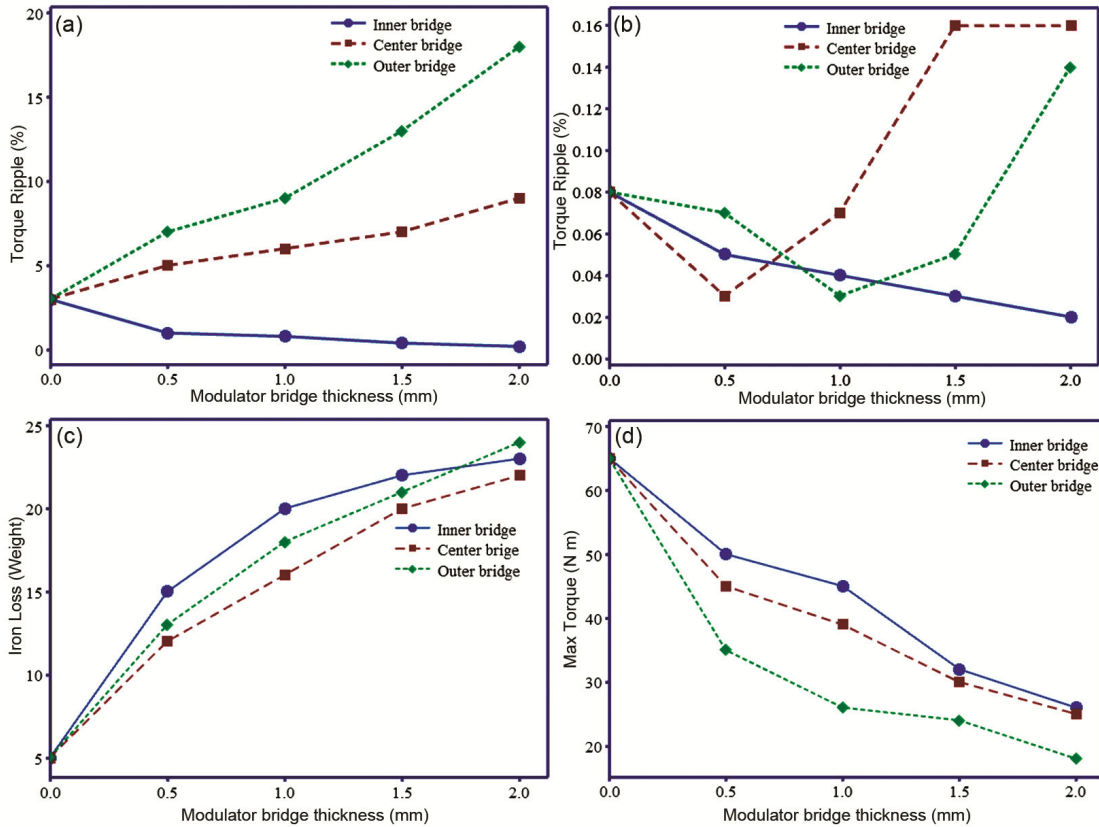 (a)
Inner bridge
Center bridge
Outer bridge
Torque Ripple (%)
20
15
10
5
0
0.0 0.5 1.0 1.5 2.0
Modulator bridge thickness (mm)
(b)
Inner bridge
Center bridge
Outer bridge
Torque Ripple (%)
0.16
0.14
0.12
0.10
0.08
0.06
0.04
0.02
0.00
0.0 0.5 1.0 1.5 2.0
Modulator bridge thickness (mm)
(c)
Inner bridge
Center brige
Outer bridge
Iron Loss (Weight)
25
20
15
10
5
0.0 0.5 1.0 1.5 2.0
Modulator bridge thickness (mm)
(d)
Inner bridge
Center bridge
Outer bridge
Max Torque (N m)
70
60
50
40
30
20
0.0 0.5 1.0 1.5 2.0
Modulator bridge thickness (mm)